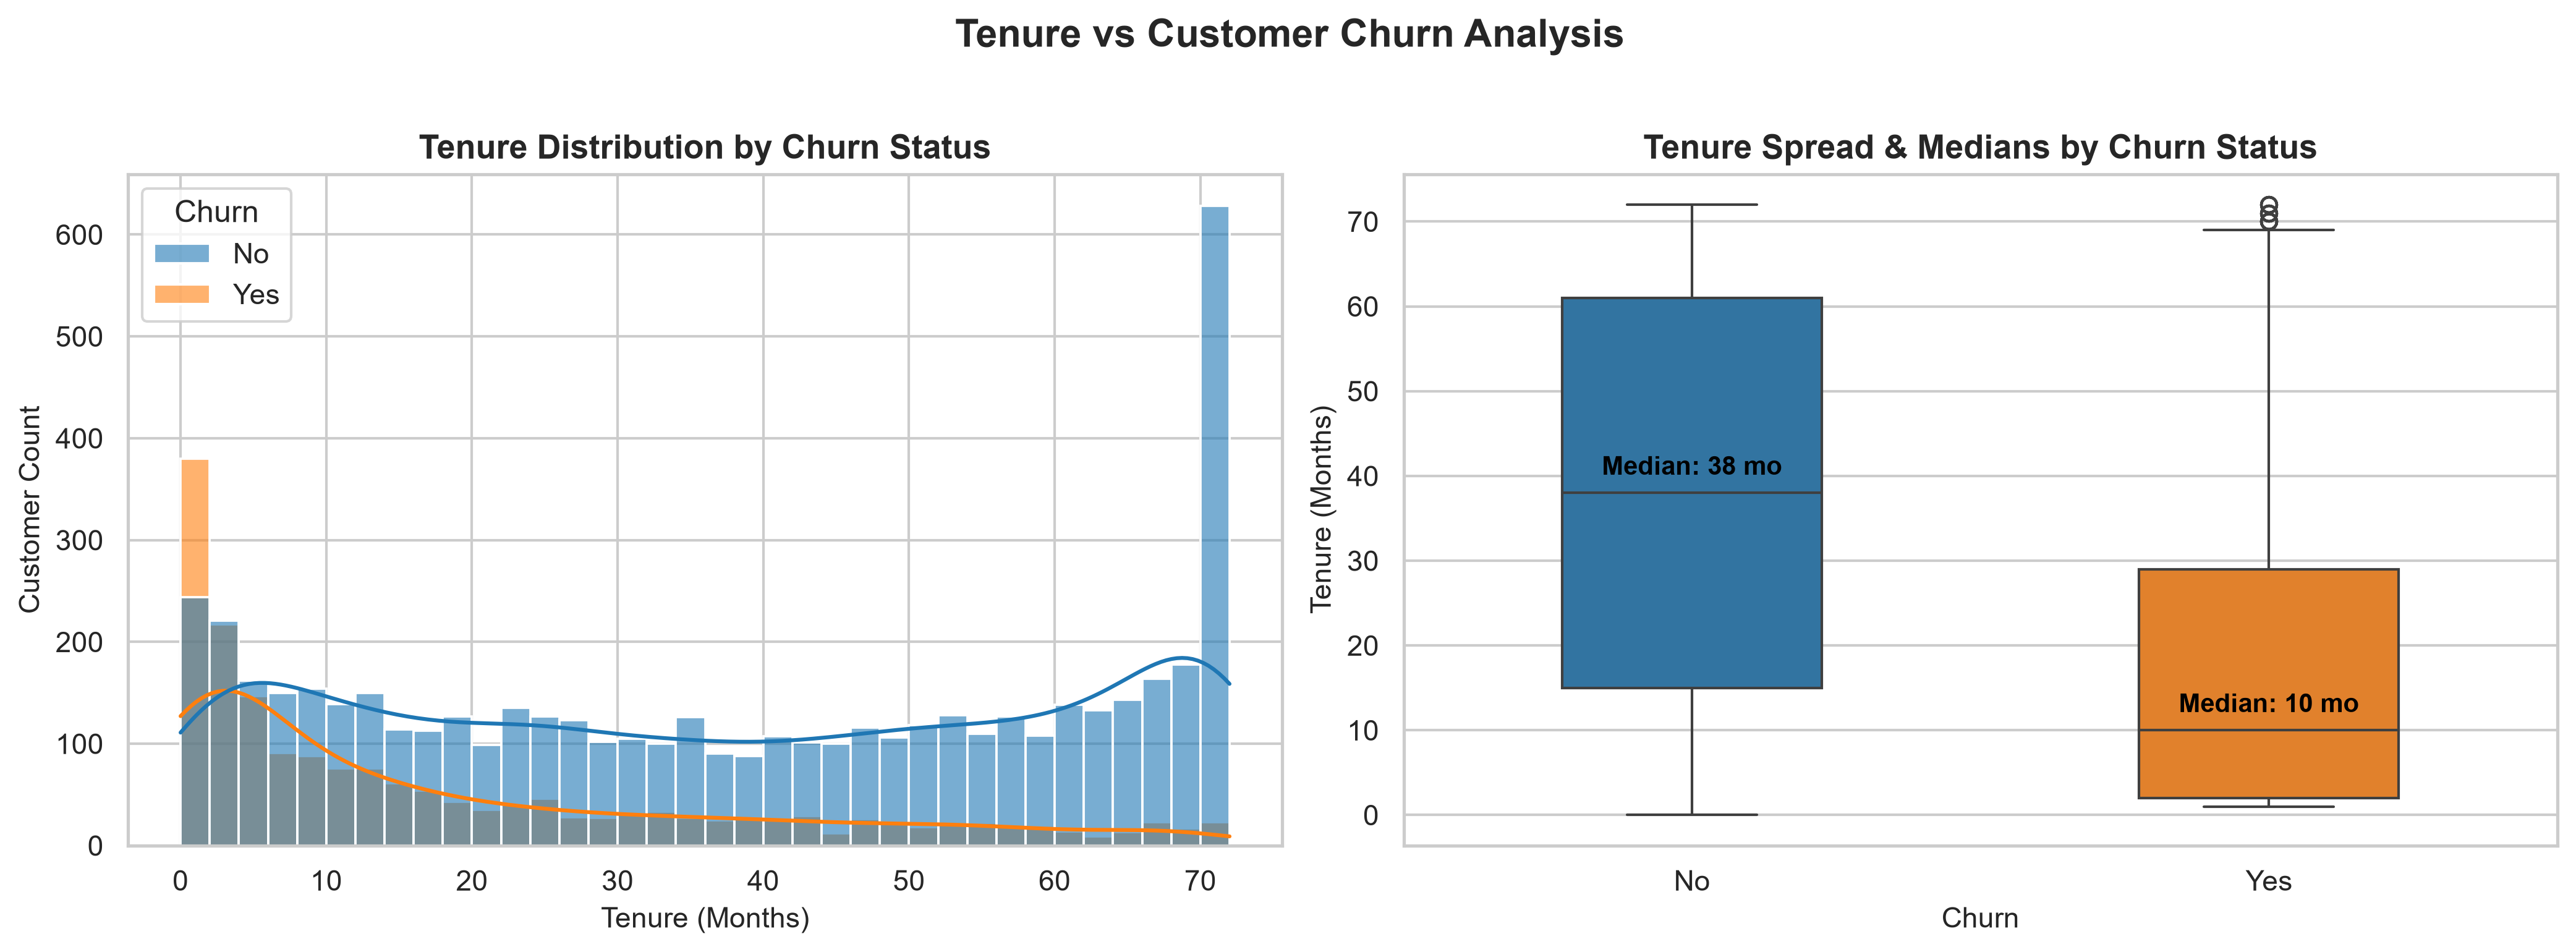 Tenure vs Customer Churn Analysis
Tenure Distribution by Churn Status
Churn
No
Yes
600
500
400
300
200
100
0
Customer Count
0 10 20 30 40 50 60 70
Tenure (Months)
Tenure Spread & Medians by Churn Status
70
60
50
40
30
20
10
0
Tenure (Months)
Median: 38 mo
Median: 10 mo
No Yes
Churn